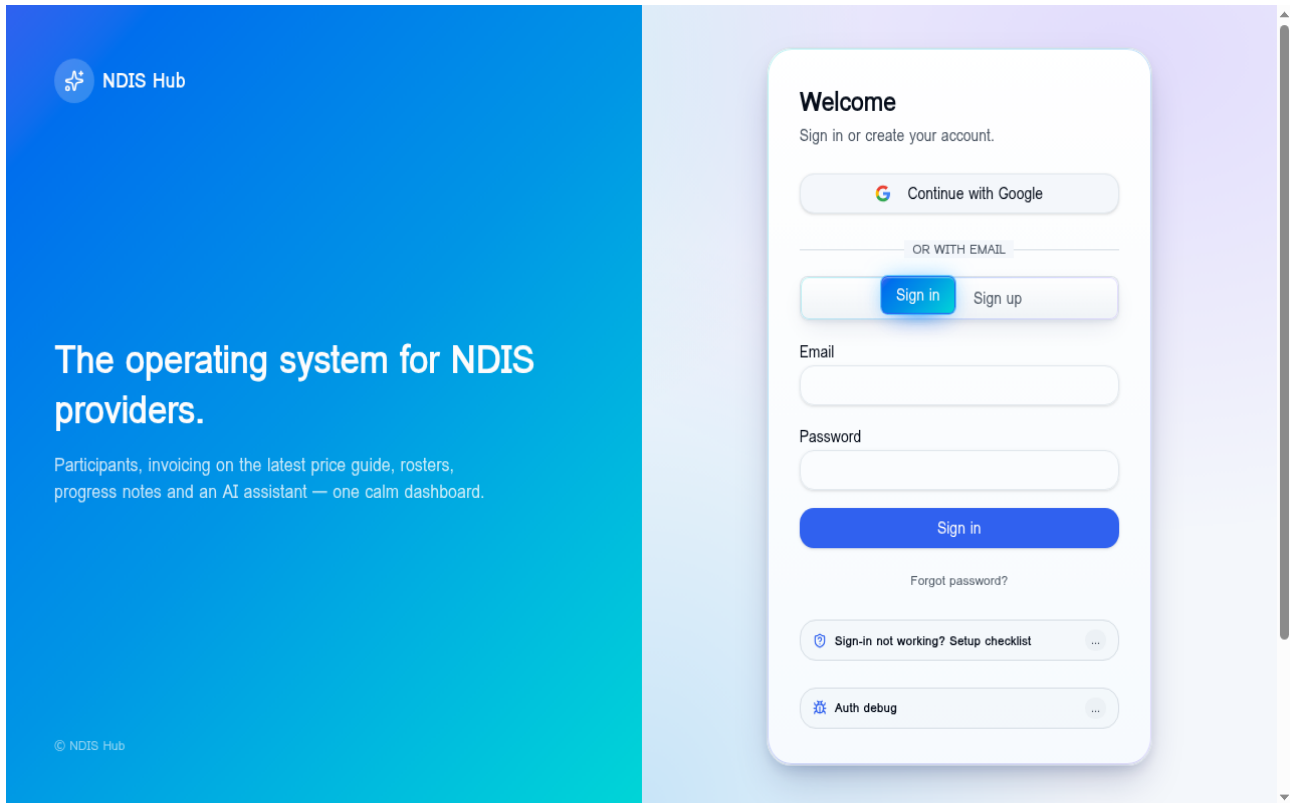 NDIS Hub
The operating system for NDIS
providers.
Participants, invoicing on the latest price guide, rosters,
progress notes and an AI assistant — one calm dashboard.
© NDIS Hub
Welcome
Sign in or create your account.
Continue with Google
OR WITH EMAIL
Sign in
Sign up
Email
Password
Sign in
Forgot password?
Sign-in not working? Setup checklist
...
Auth debug
...